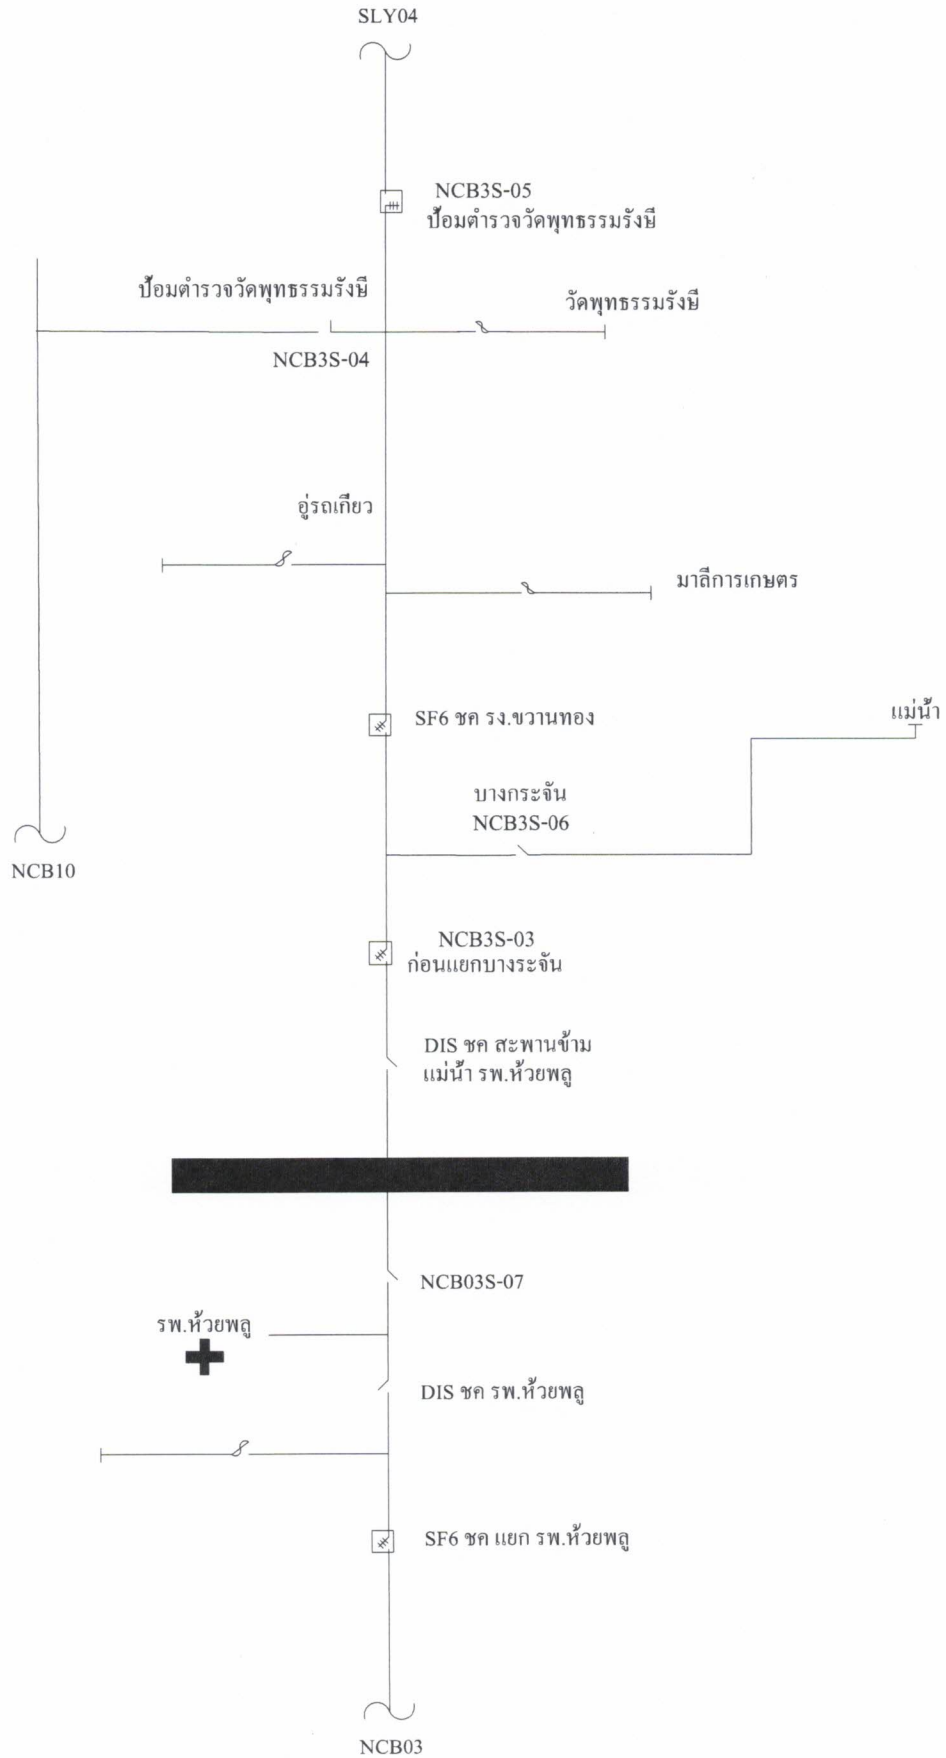 SLY04
NCB3S-05
ป้อมตำรวจวัดพุทธรรมรังษี
ป้อมตำรวจวัดพุทธรรมรังษี
วัดพุทธรรมรังษี
NCB3S-04
อู่รถเกี่ยว
มาลีการเกษตร
SF6 ชค รง.ขวานทอง
แม่น้ำ
บางกระจัน
NCB3S-06
NCB10
NCB3S-03
ก่อนแยกบางระจัน
DIS ชค สะพานข้าม
แม่น้ำ รพ.ห้วยพลู
NCB03S-07
รพ.ห้วยพลู
DIS ชค รพ.ห้วยพลู
SF6 ชค แยก รพ.ห้วยพลู
NCB03